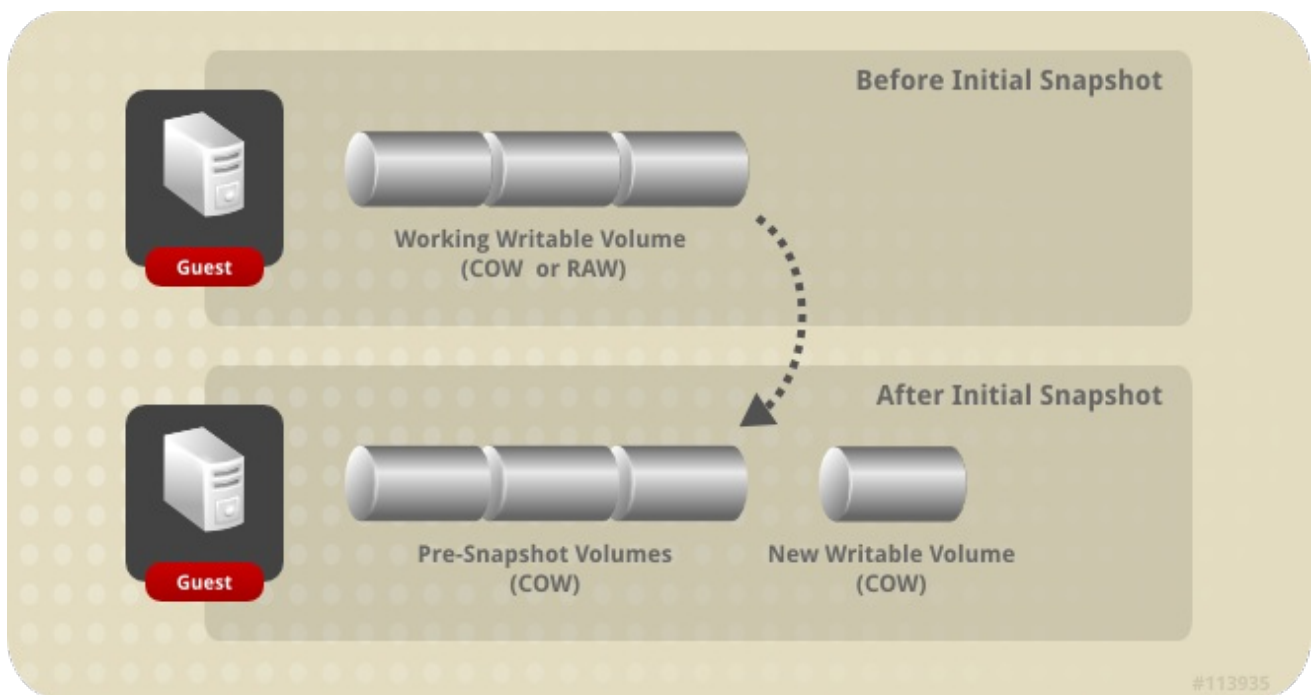 Before Initial Snapshot
Working Writable Volume
(COW or RAW)
Guest
After Initial Snapshot
Pre-Snapshot Volumes
(COW)
New Writable Volume
(COW)
Guest
#113935